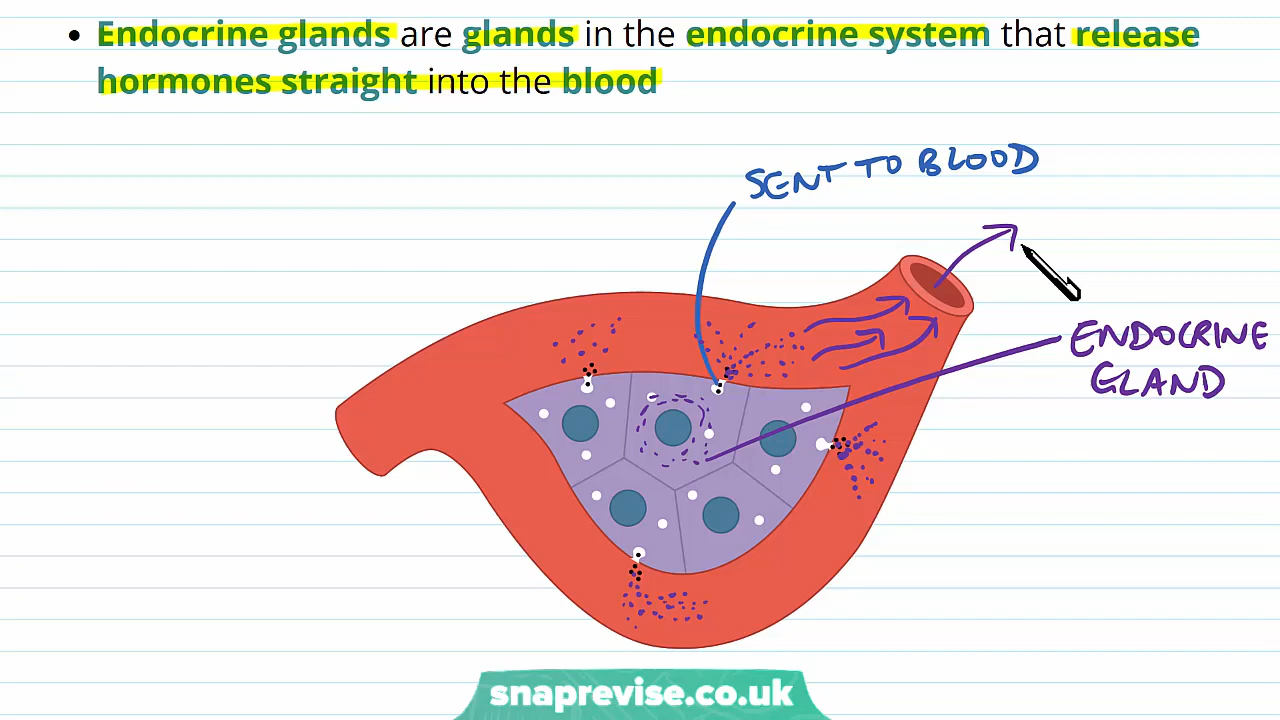 • Endocrine glands are glands in the endocrine system that release
hormones straight into the blood
SENT TO BLOOD
ENDOCRINE
GLAND
snaprevise.co.uk